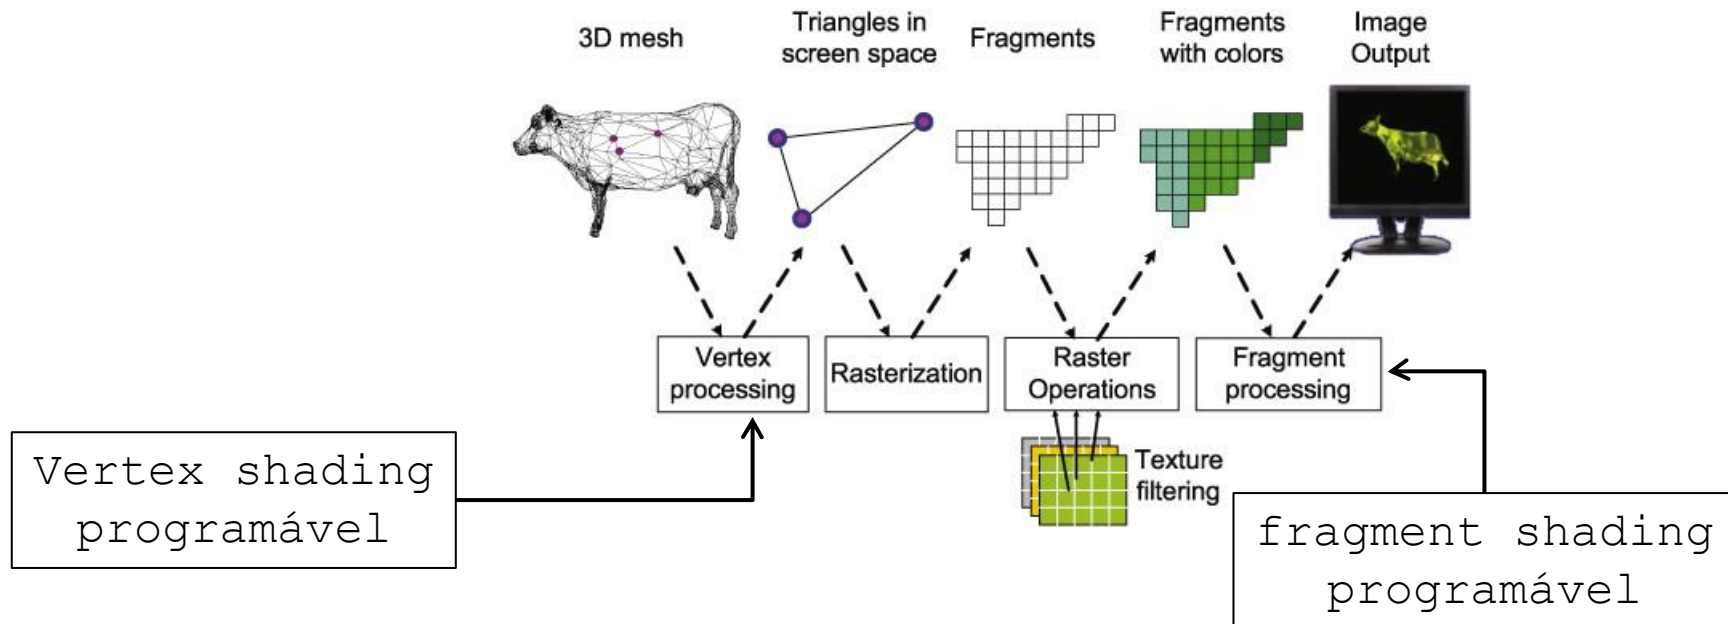 3D mesh
Triangles in
screen space
Fragments
Fragments
with colors
Image
Output
Vertex
processing
Rasterization
Raster
Operations
Fragment
processing
Texture
filtering
Vertex shading
programável
fragment shading
programável